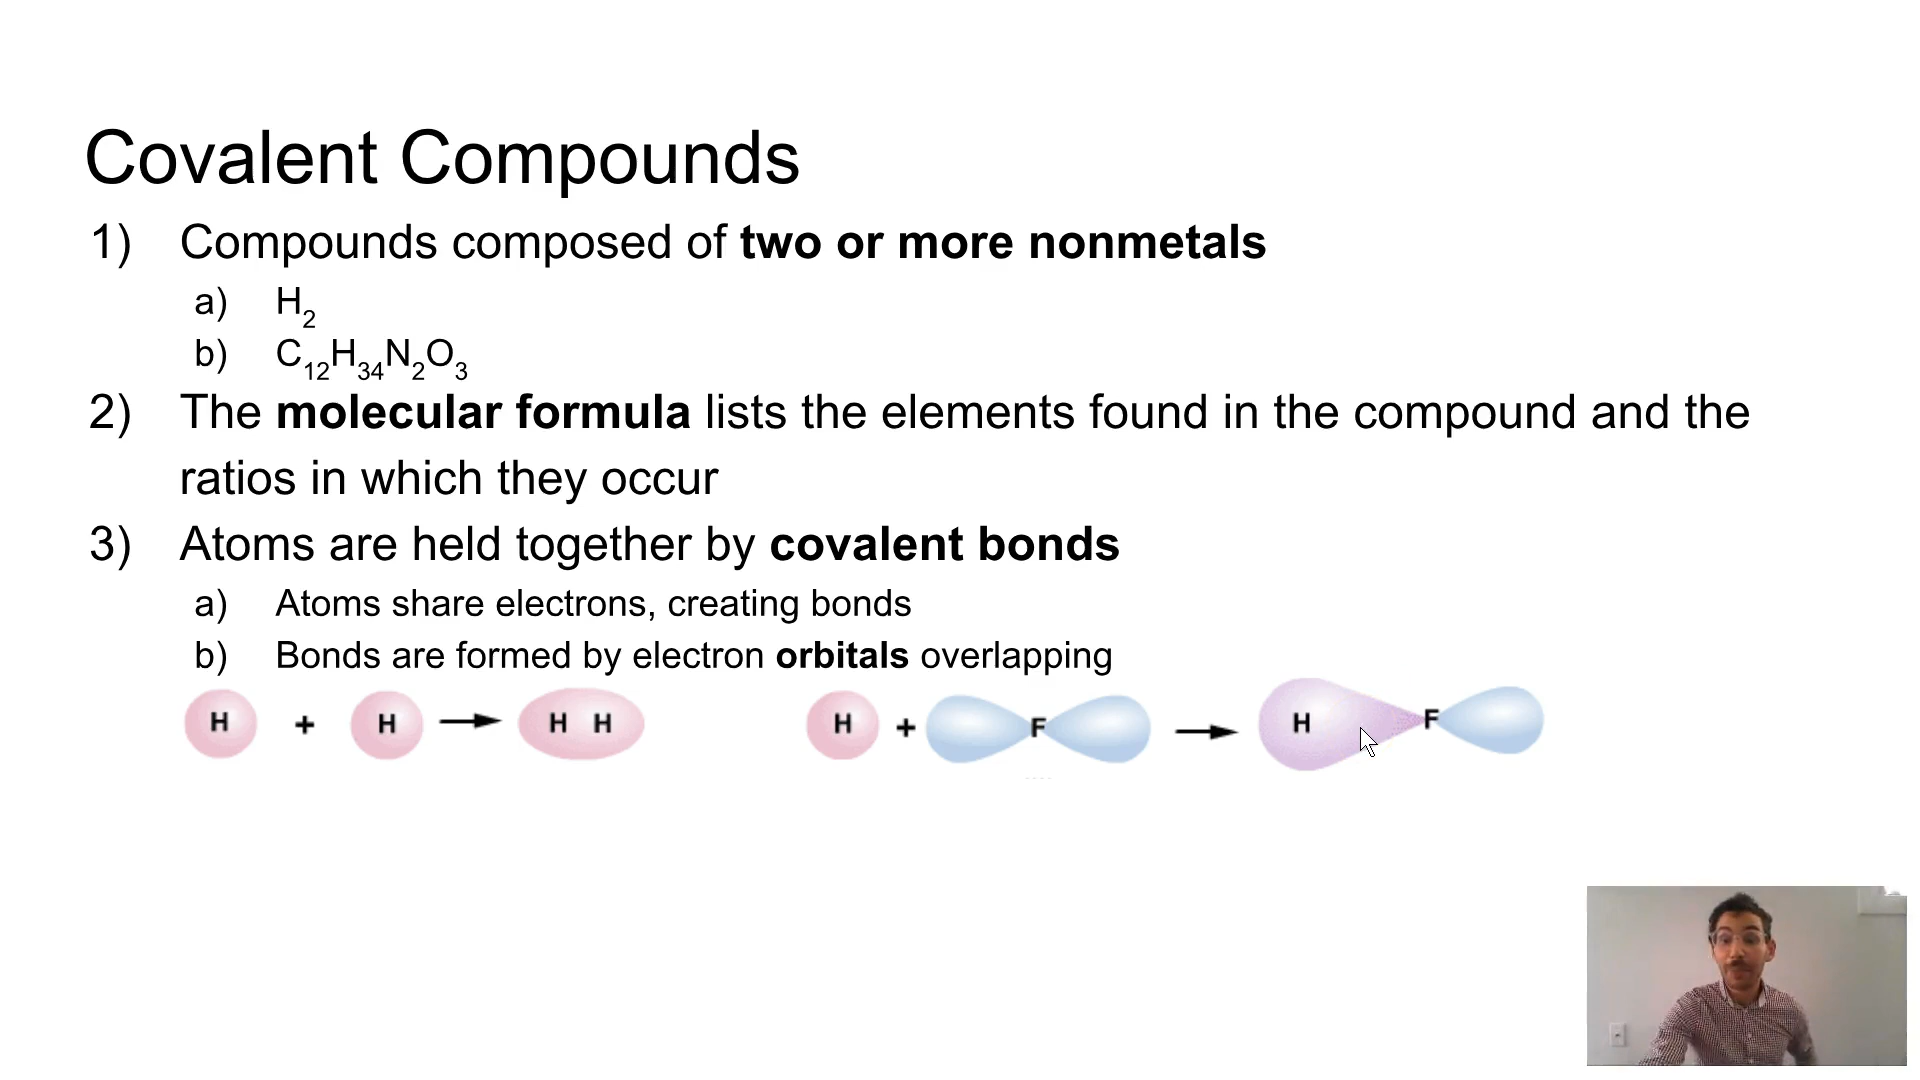 Covalent Compounds
1) Compounds composed of two or more nonmetals
a) H₂
b) C₁₂H₃₄N₂O₃
2) The molecular formula lists the elements found in the compound and the
ratios in which they occur
3) Atoms are held together by covalent bonds
a) Atoms share electrons, creating bonds
b) Bonds are formed by electron orbitals overlapping
H + H → H H H + F → H F